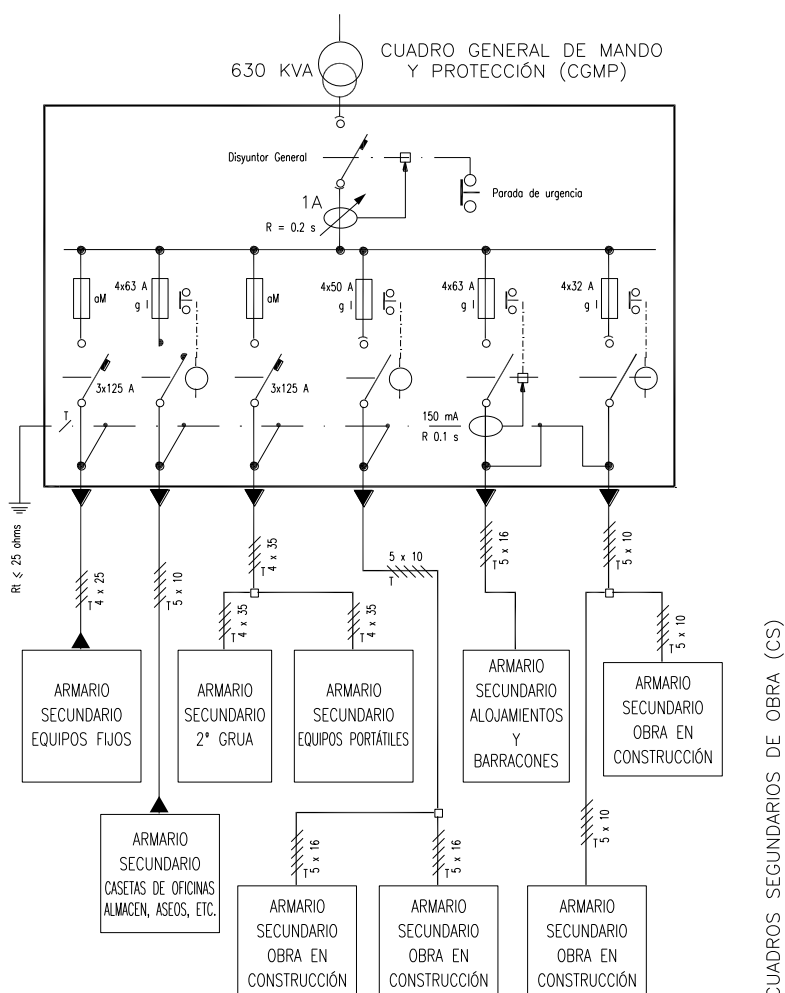 630 KVA
CUADRO GENERAL DE MANDO
Y PROTECCIÓN (CGMP)
Disyuntor General
Parada de urgencia
1A
R = 0.2 s
aM
4x63 A
g I
aM
4x50 A
g I
4x63 A
g I
4x32 A
g I
3x125 A
3x125 A
T
150 mA
R 0.1 s
Rt ⩽ 25 ohms
T 4 x 25
T 5 x 10
T 4 x 35
5 x 10
T
T 5 x 16
T 5 x 10
T 4 x 35
T 4 x 35
T 5 x 10
ARMARIO
SECUNDARIO
EQUIPOS FIJOS
ARMARIO
SECUNDARIO
2° GRUA
ARMARIO
SECUNDARIO
EQUIPOS PORTÁTILES
ARMARIO
SECUNDARIO
ALOJAMIENTOS
Y
BARRACONES
ARMARIO
SECUNDARIO
OBRA EN
CONSTRUCCIÓN
ARMARIO
SECUNDARIO
CASETAS DE OFICINAS
ALMACEN, ASEOS, ETC.
T 5 x 16
T 5 x 16
T 5 x 10
ARMARIO
SECUNDARIO
OBRA EN
CONSTRUCCIÓN
ARMARIO
SECUNDARIO
OBRA EN
CONSTRUCCIÓN
ARMARIO
SECUNDARIO
OBRA EN
CONSTRUCCIÓN
CUADROS SEGUNDARIOS DE OBRA (CS)